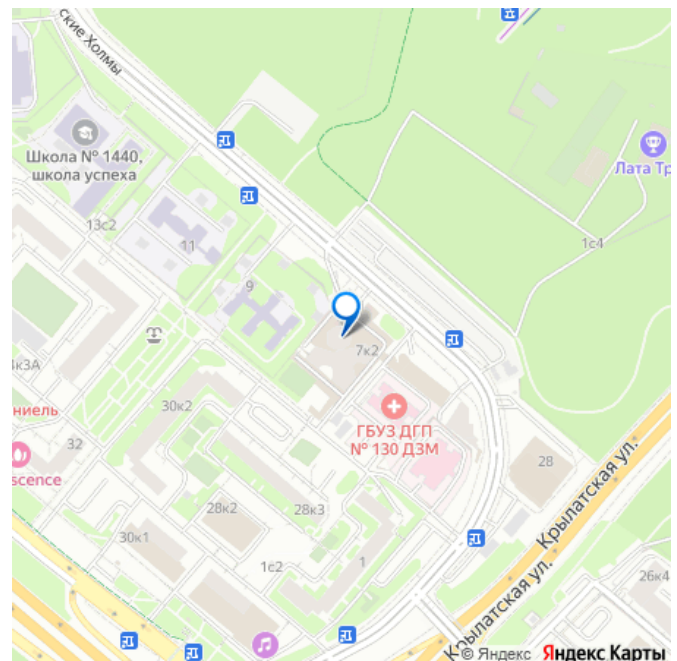 ские Холмы
Школа № 1440,
школа успеха
Лата Тр
13с2
11
1с4
9
7к2
4к3А
30к2
ГБУЗ ДГП
№ 130 ДЗМ
ниель
32
scence
28
Крылатская ул.
28к2
28к3
30к1
1с2
1
Крылатская ул.
26к4
© Яндекс Яндекс Карты